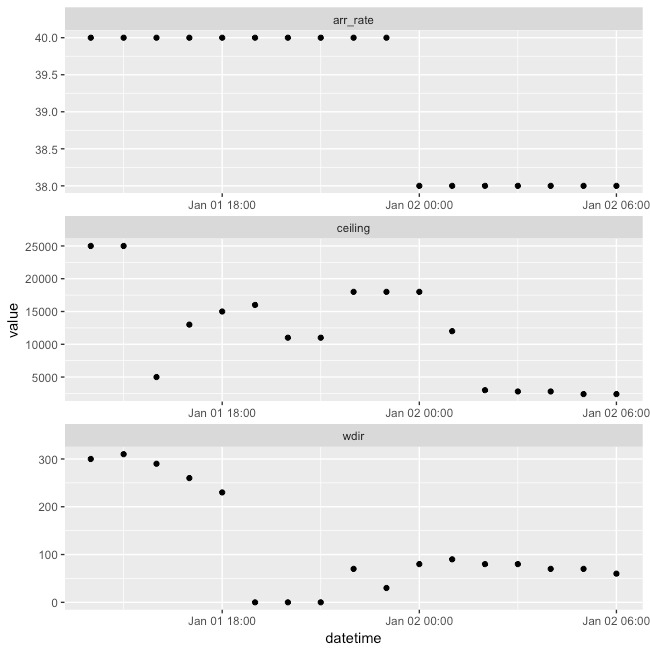 arr_rate
40.0
39.5
39.0
38.5
38.0
Jan 01 18:00 Jan 02 00:00 Jan 02 06:00
ceiling
25000
20000
15000
10000
5000
Jan 01 18:00 Jan 02 00:00 Jan 02 06:00
value
wdir
300
200
100
0
Jan 01 18:00 Jan 02 00:00 Jan 02 06:00
datetime